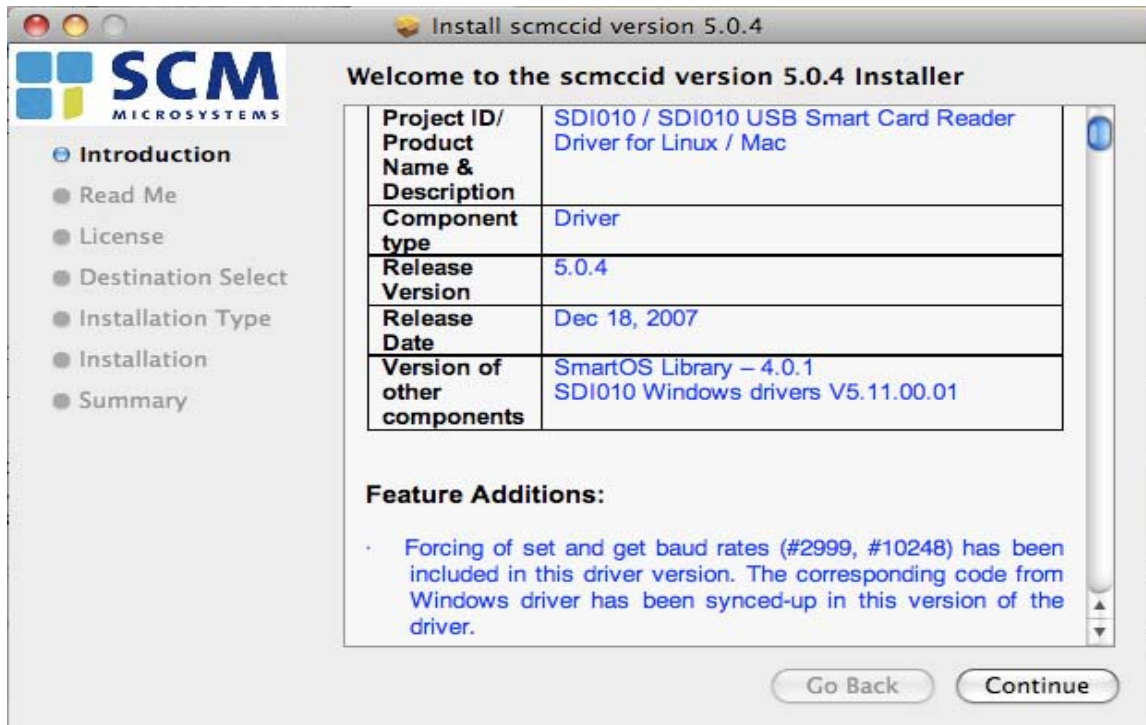 Install scmccid version 5.0.4
SCM
MICROSYSTEMS
Introduction
Read Me
License
Destination Select
Installation Type
Installation
Summary
Welcome to the scmccid version 5.0.4 Installer
Project ID/
Product
Name &
Description
SDI010 / SDI010 USB Smart Card Reader
Driver for Linux / Mac
Component
type
Driver
Release
Version
5.0.4
Release
Date
Dec 18, 2007
Version of
other
components
SmartOS Library – 4.0.1
SDI010 Windows drivers V5.11.00.01
Feature Additions:
· Forcing of set and get baud rates (#2999, #10248) has been
included in this driver version. The corresponding code from
Windows driver has been synced-up in this version of the
driver.
Go Back
Continue